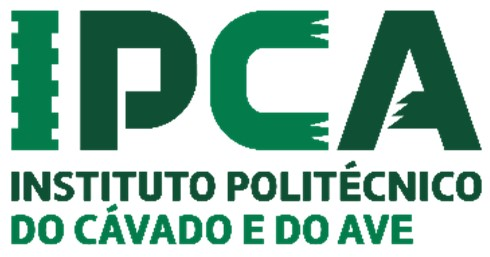 IPCA
INSTITUTO POLITÉCNICO
DO CÁVADO E DO AVE